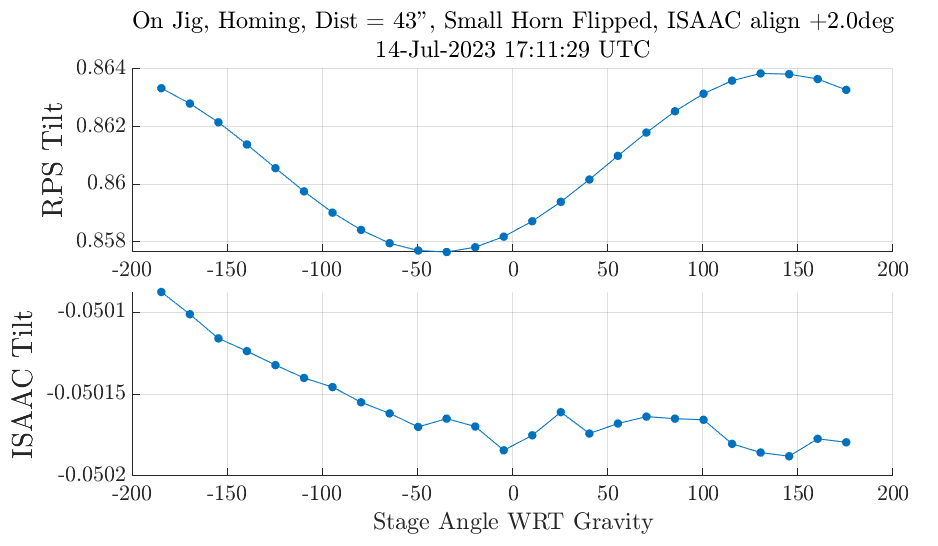 On Jig, Homing, Dist = 43”, Small Horn Flipped, ISAAC align +2.0deg
14-Jul-2023 17:11:29 UTC
RPS Tilt
0.864
0.862
0.86
0.858
-200 -150 -100 -50 0 50 100 150 200
ISAAC Tilt
-0.0501
-0.05015
-0.0502
-200 -150 -100 -50 0 50 100 150 200
Stage Angle WRT Gravity